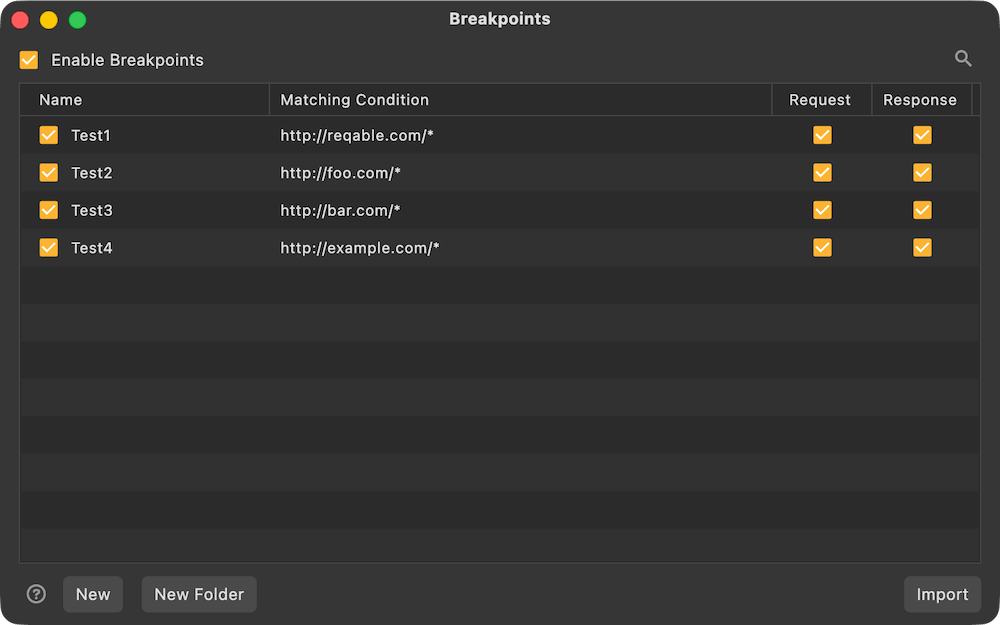 Breakpoints
Enable Breakpoints
Name Matching Condition Request Response
Test1 http://reqable.com/*
Test2 http://foo.com/*
Test3 http://bar.com/*
Test4 http://example.com/*
? New New Folder Import